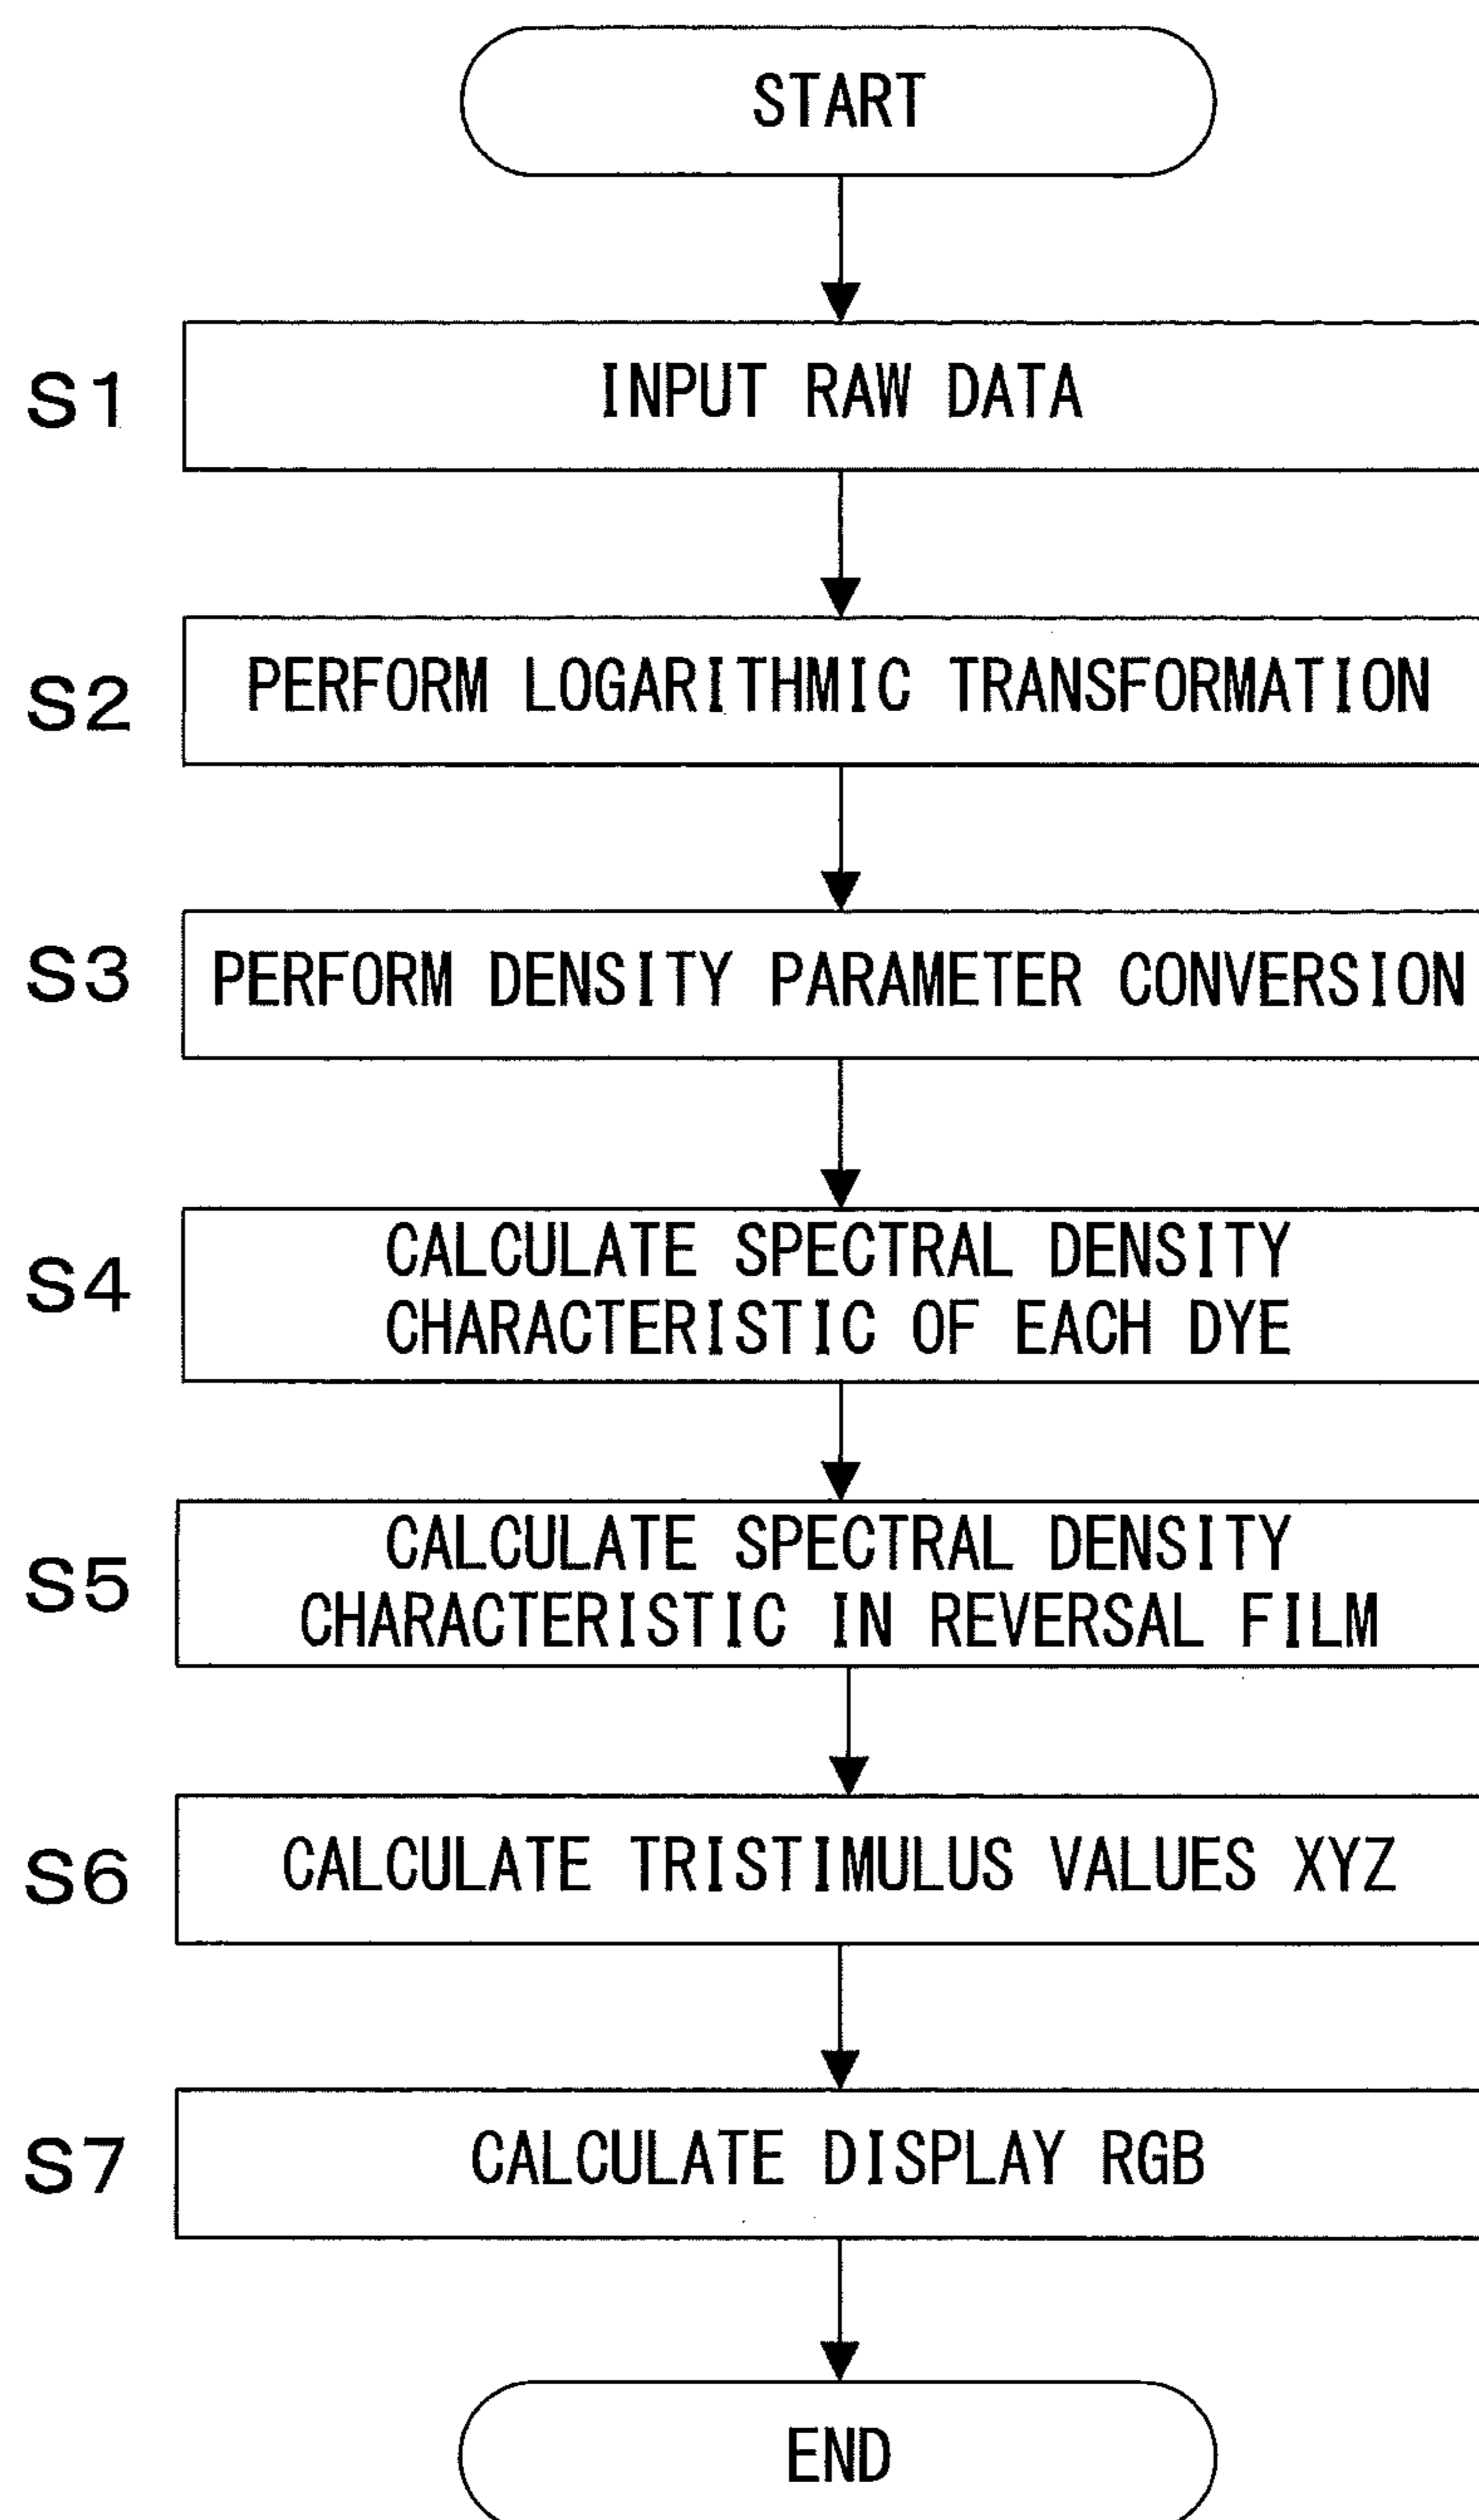 START
S1
INPUT RAW DATA
S2
PERFORM LOGARITHMIC TRANSFORMATION
S3
PERFORM DENSITY PARAMETER CONVERSION
S4
CALCULATE SPECTRAL DENSITY
CHARACTERISTIC OF EACH DYE
S5
CALCULATE SPECTRAL DENSITY
CHARACTERISTIC IN REVERSAL FILM
S6
CALCULATE TRISTIMULUS VALUES XYZ
S7
CALCULATE DISPLAY RGB
END